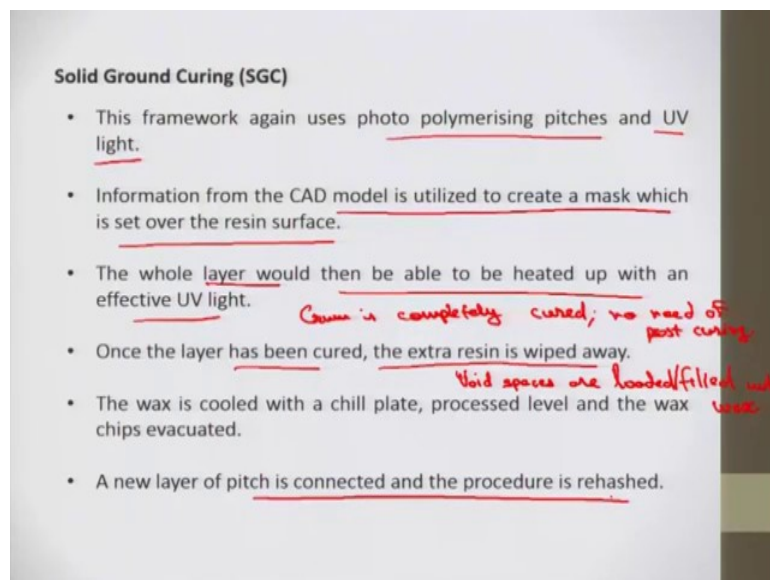 Solid Ground Curing (SGC)
• This framework again uses photo polymerising pitches and UV
light.
• Information from the CAD model is utilized to create a mask which
is set over the resin surface.
• The whole layer would then be able to be heated up with an
effective UV light.
is completely cured; no need of
post curing.
• Once the layer has been cured, the extra resin is wiped away.
Void spaces are loaded/filled
wax
• The wax is cooled with a chill plate, processed level and the wax
chips evacuated.
• A new layer of pitch is connected and the procedure is rehashed.